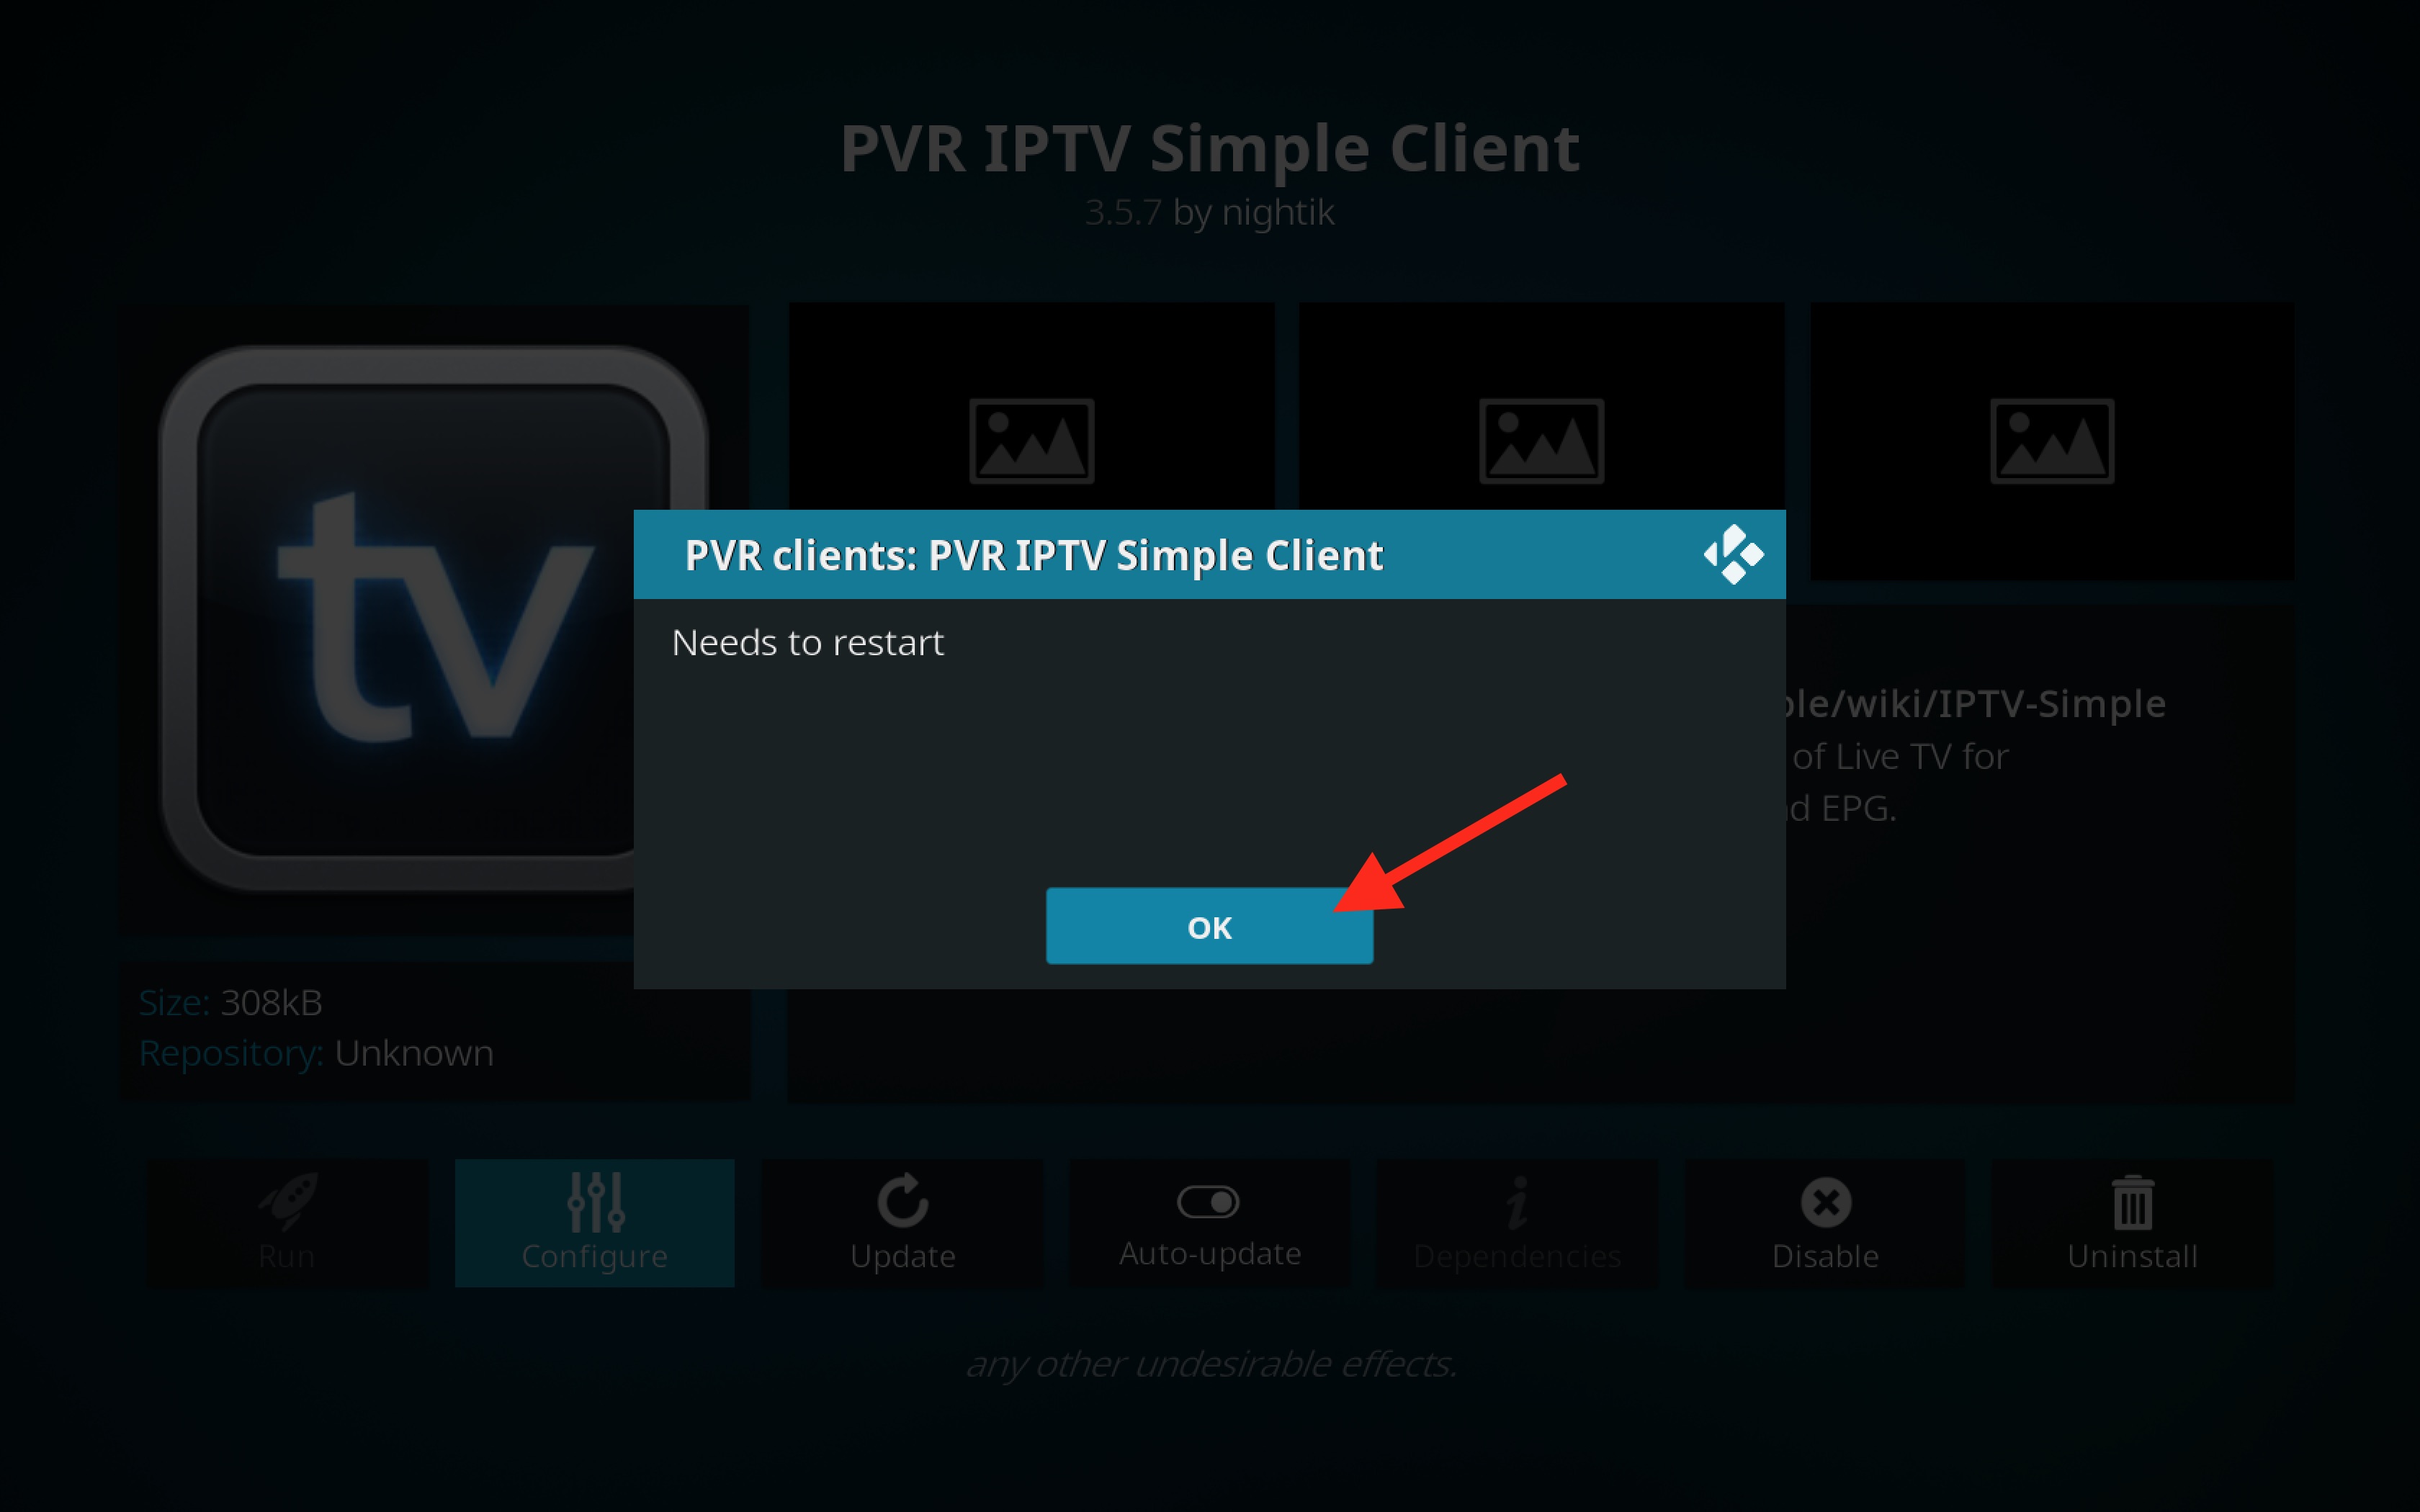 PVR IPTV Simple Client
3.5.7 by nightik
tv
PVR clients: PVR IPTV Simple Client
Needs to restart
ple/wiki/IPTV-Simple
of Live TV for
nd EPG.
OK
Size: 308kB
Repository: Unknown
Run
Configure
Update
Auto-update
Dependencies
Disable
Uninstall
any other undesirable effects.